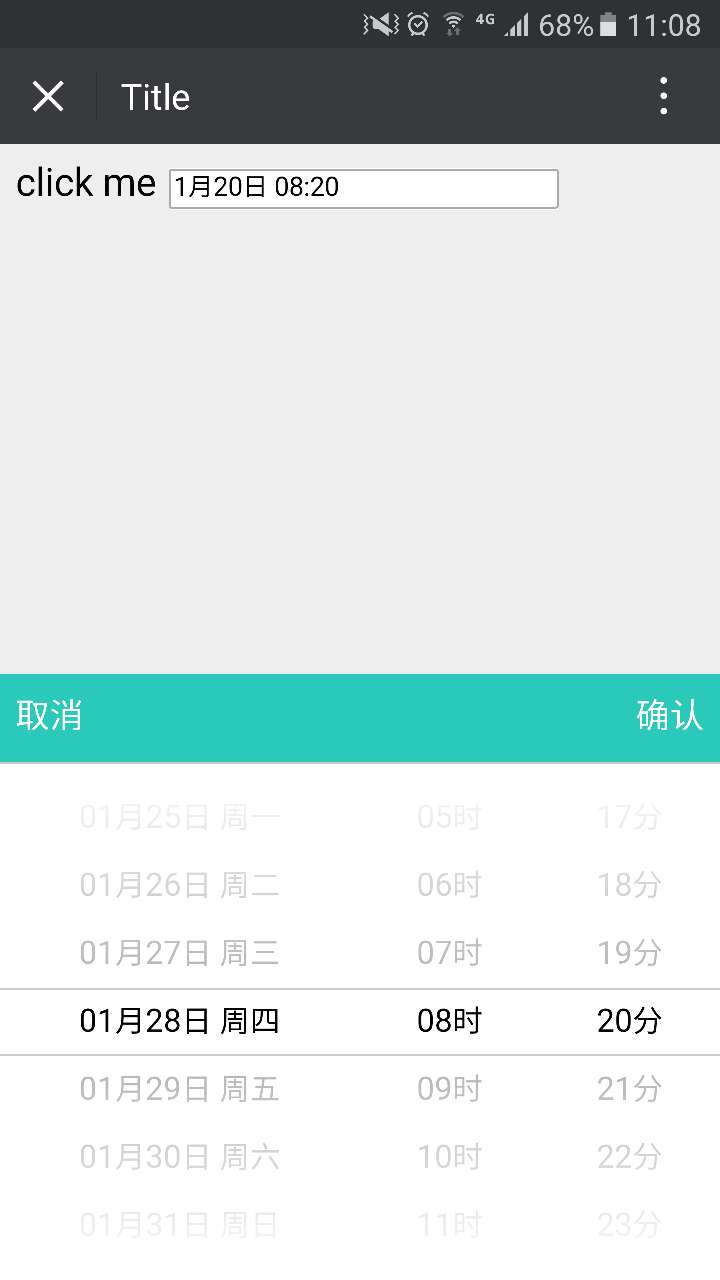 4G 68% 11:08
Title
click me 1月20日 08:20
取消 确认
01月25日 周一 05时 17分
01月26日 周二 06时 18分
01月27日 周三 07时 19分
01月28日 周四 08时 20分
01月29日 周五 09时 21分
01月30日 周六 10时 22分
01月31日 周日 11时 23分